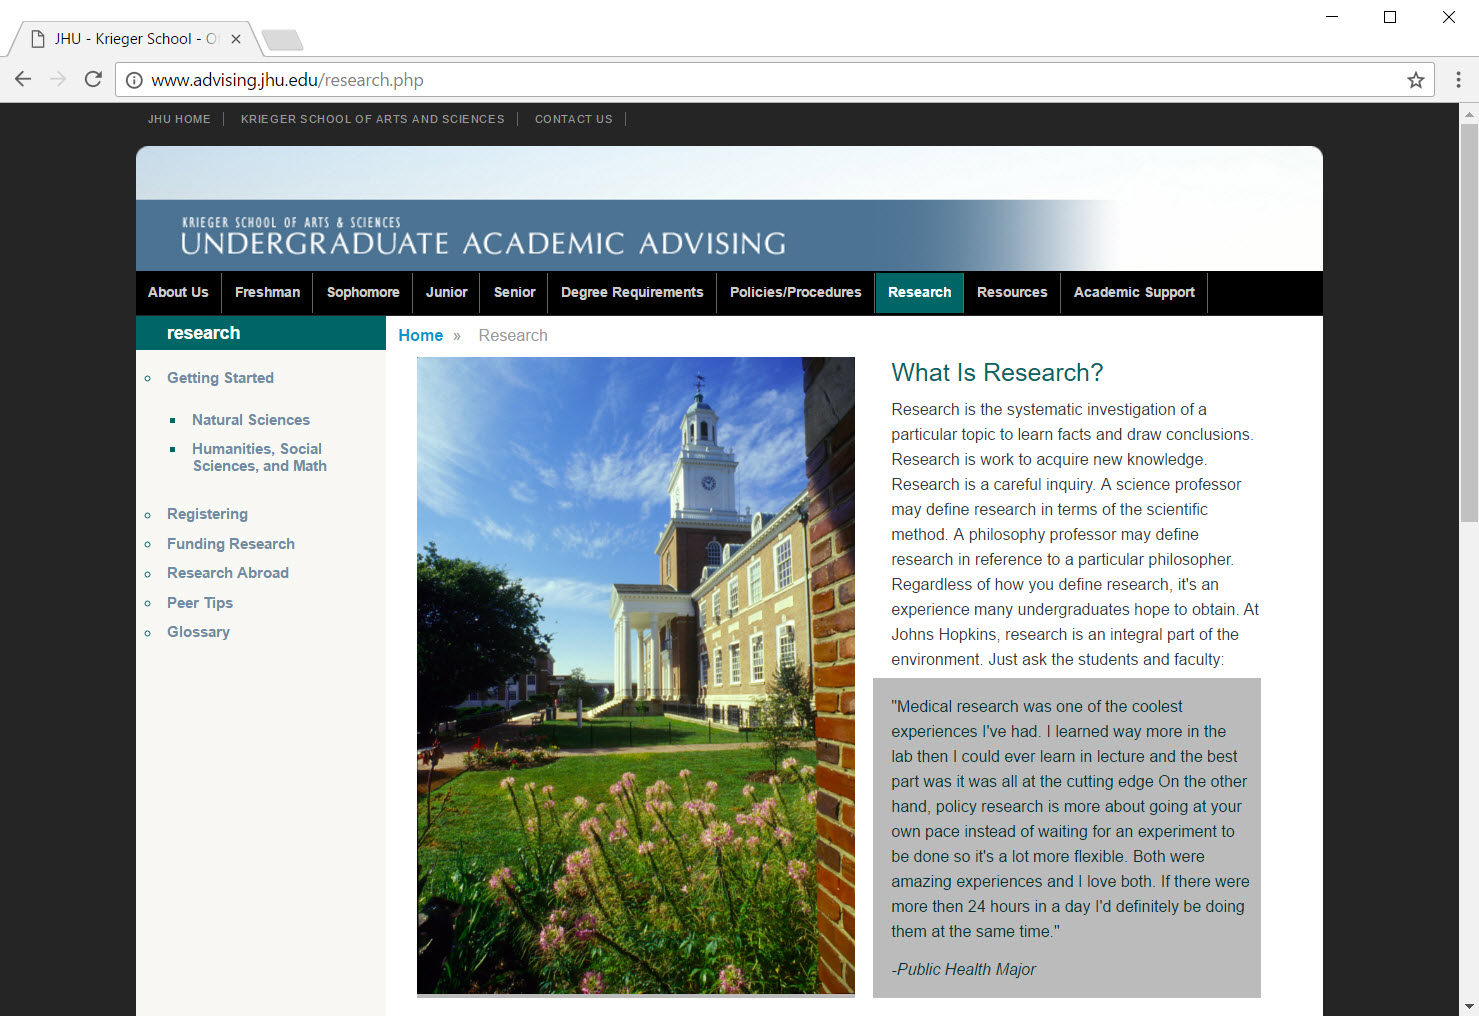 JHU - Krieger School - O
www.advising.jhu.edu/research.php
JHU HOME
KRIEGER SCHOOL OF ARTS AND SCIENCES
CONTACT US
KRIEGER SCHOOL OF ARTS & SCIENCES
UNDERGRADUATE ACADEMIC ADVISING
About Us
Freshman
Sophomore
Junior
Senior
Degree Requirements
Policies/Procedures
Research
Resources
Academic Support
research
Getting Started
Natural Sciences
Humanities, Social
Sciences, and Math
Registering
Funding Research
Research Abroad
Peer Tips
Glossary
Home » Research
What Is Research?
Research is the systematic investigation of a
particular topic to learn facts and draw conclusions.
Research is work to acquire new knowledge.
Research is a careful inquiry. A science professor
may define research in terms of the scientific
method. A philosophy professor may define
research in reference to a particular philosopher.
Regardless of how you define research, it's an
experience many undergraduates hope to obtain. At
Johns Hopkins, research is an integral part of the
environment. Just ask the students and faculty:
"Medical research was one of the coolest
experiences I've had. I learned way more in the
lab then I could ever learn in lecture and the best
part was it was all at the cutting edge On the other
hand, policy research is more about going at your
own pace instead of waiting for an experiment to
be done so it's a lot more flexible. Both were
amazing experiences and I love both. If there were
more then 24 hours in a day I'd definitely be doing
them at the same time."
-Public Health Major